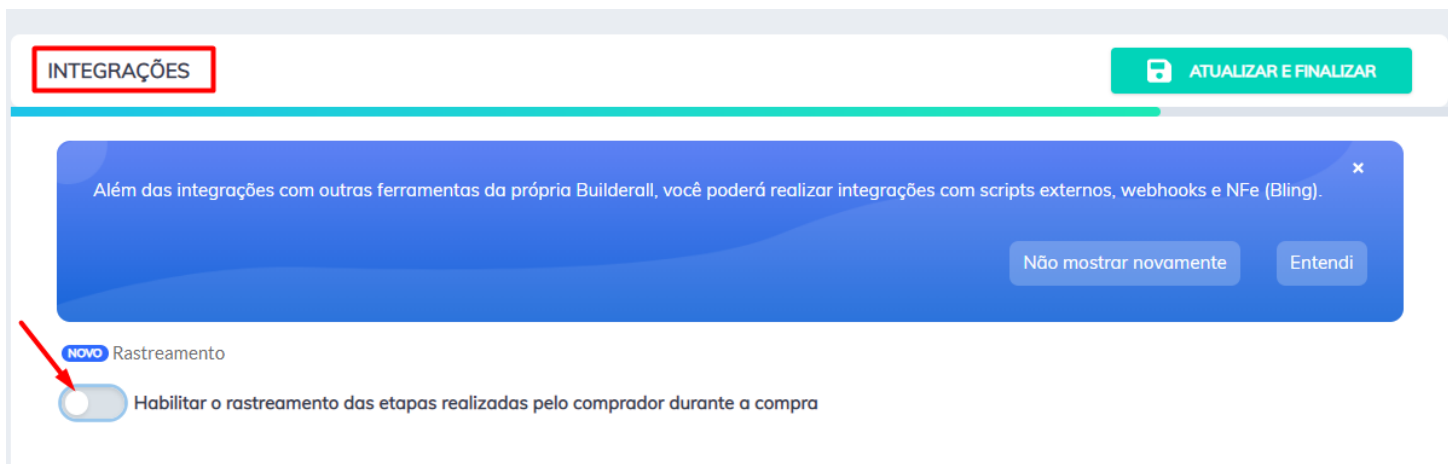 INTEGRAÇÕES
ATUALIZAR E FINALIZAR
Além das integrações com outras ferramentas da própria Builderall, você poderá realizar integrações com scripts externos, webhooks e NFe (Bling).
×
Não mostrar novamente
Entendi
NOVO Rastreamento
Habilitar o rastreamento das etapas realizadas pelo comprador durante a compra